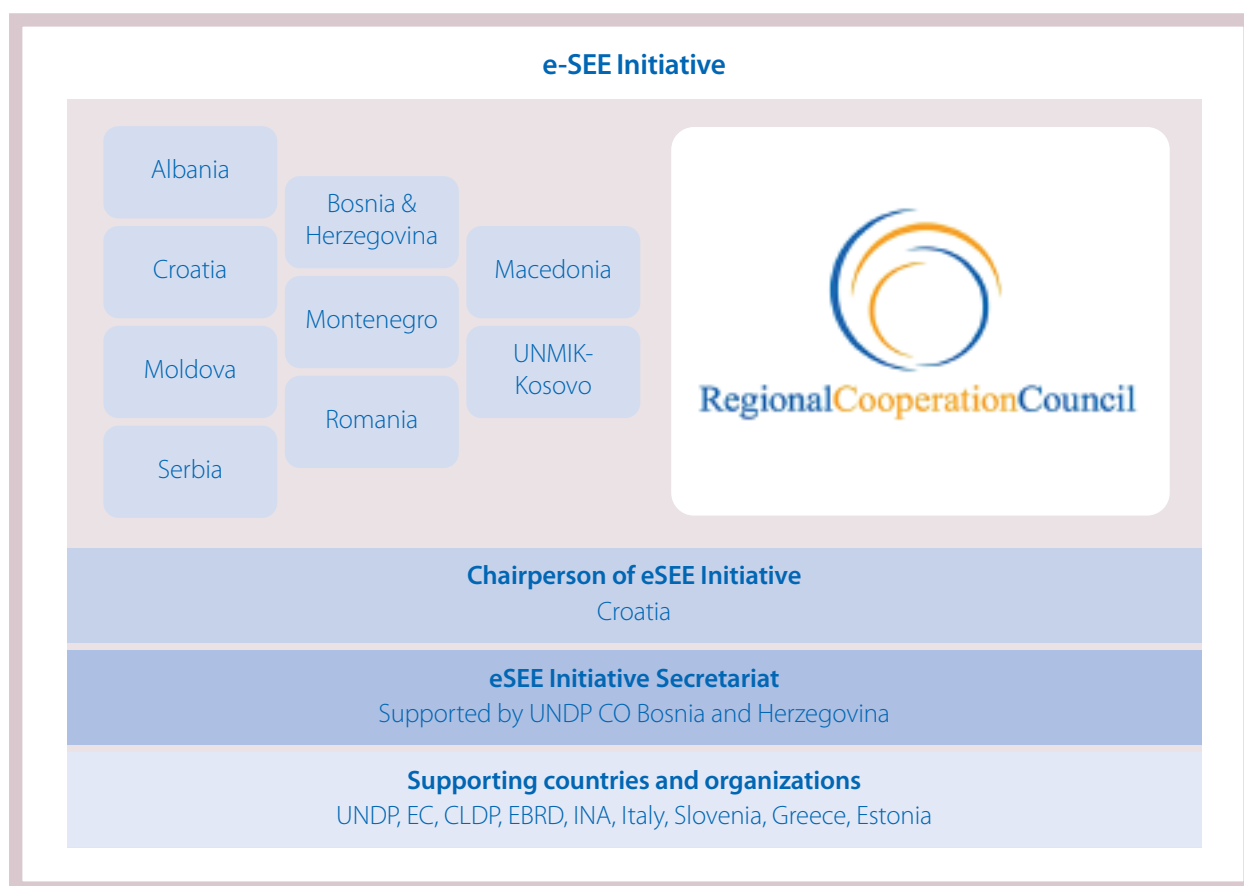 e-SEE Initiative
Albania
Croatia
Moldova
Serbia
Bosnia &
Herzegovina
Montenegro
Romania
Macedonia
UNMIK-
Kosovo
RegionalCooperationCouncil
Chairperson of eSEE Initiative
Croatia
eSEE Initiative Secretariat
Supported by UNDP CO Bosnia and Herzegovina
Supporting countries and organizations
UNDP, EC, CLDP, EBRD, INA, Italy, Slovenia, Greece, Estonia